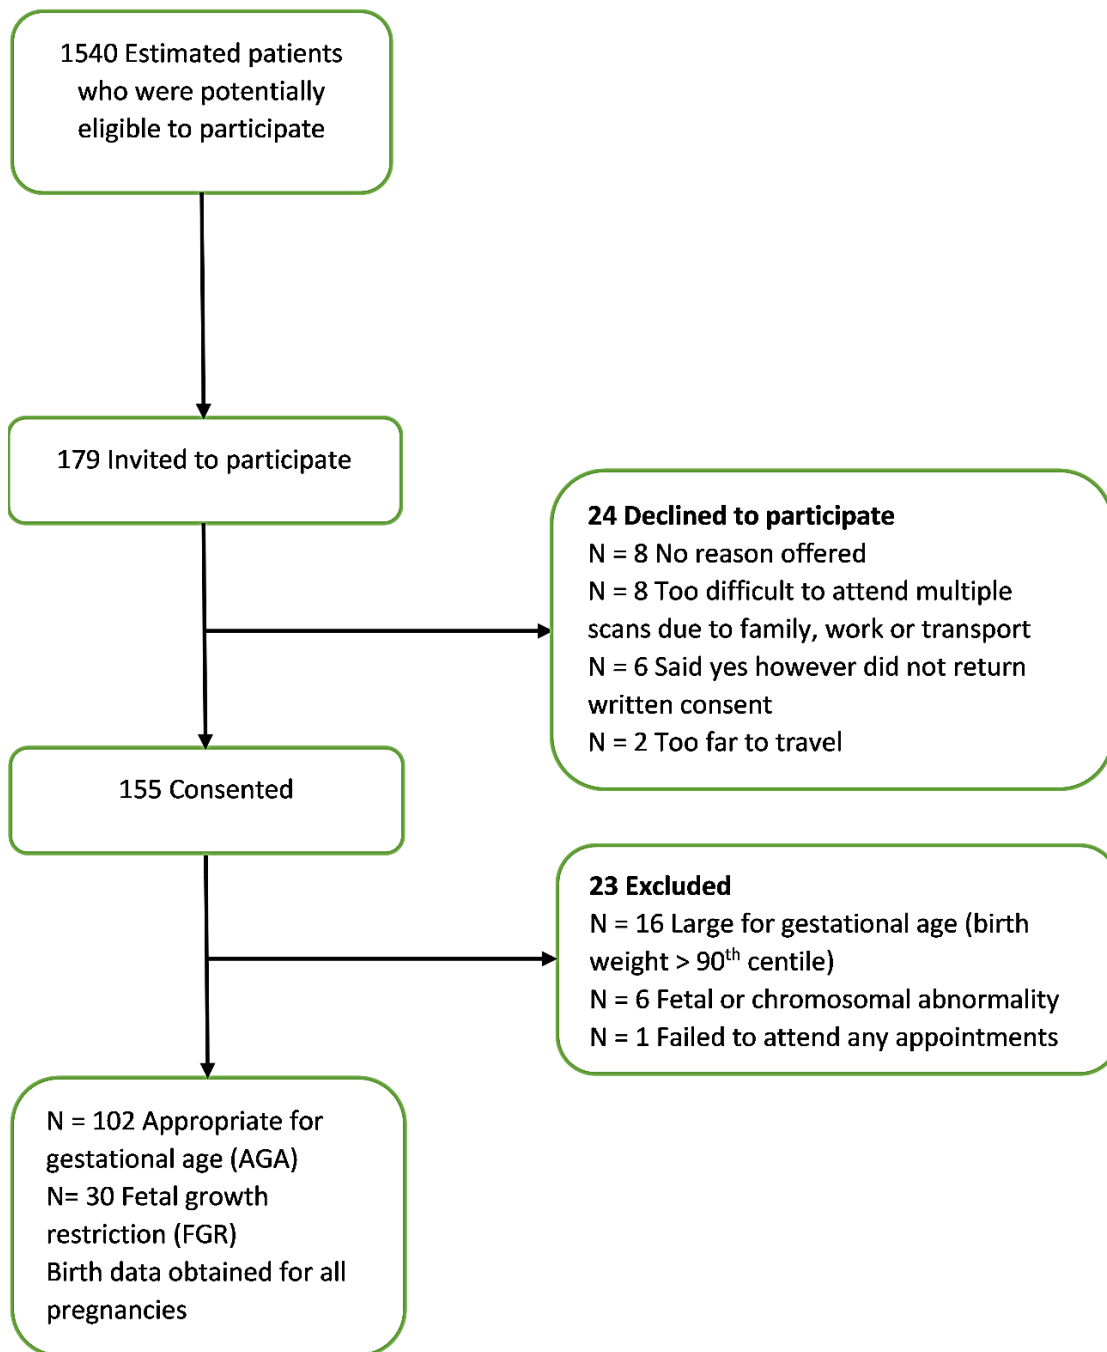 1540 Estimated patients
who were potentially
eligible to participate
179 Invited to participate
24 Declined to participate
N = 8 No reason offered
N = 8 Too difficult to attend multiple
scans due to family, work or transport
N = 6 Said yes however did not return
written consent
N = 2 Too far to travel
155 Consented
23 Excluded
N = 16 Large for gestational age (birth
weight > 90th centile)
N = 6 Fetal or chromosomal abnormality
N = 1 Failed to attend any appointments
N = 102 Appropriate for
gestational age (AGA)
N= 30 Fetal growth
restriction (FGR)
Birth data obtained for all
pregnancies